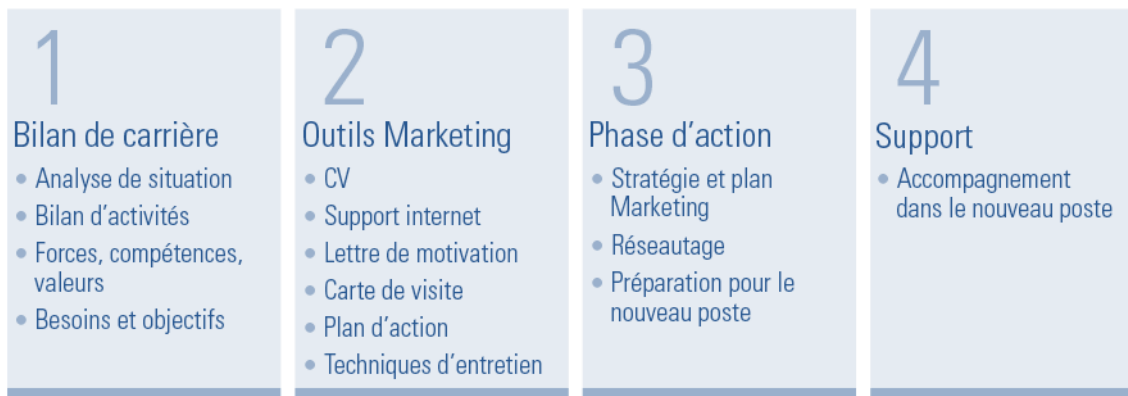 1
Bilan de carrière
• Analyse de situation
• Bilan d'activités
• Forces, compétences,
valeurs
• Besoins et objectifs
2
Outils Marketing
• CV
• Support internet
• Lettre de motivation
• Carte de visite
• Plan d'action
• Techniques d'entretien
3
Phase d'action
• Stratégie et plan
Marketing
• Réseautage
• Préparation pour le
nouveau poste
4
Support
• Accompagnement
dans le nouveau poste